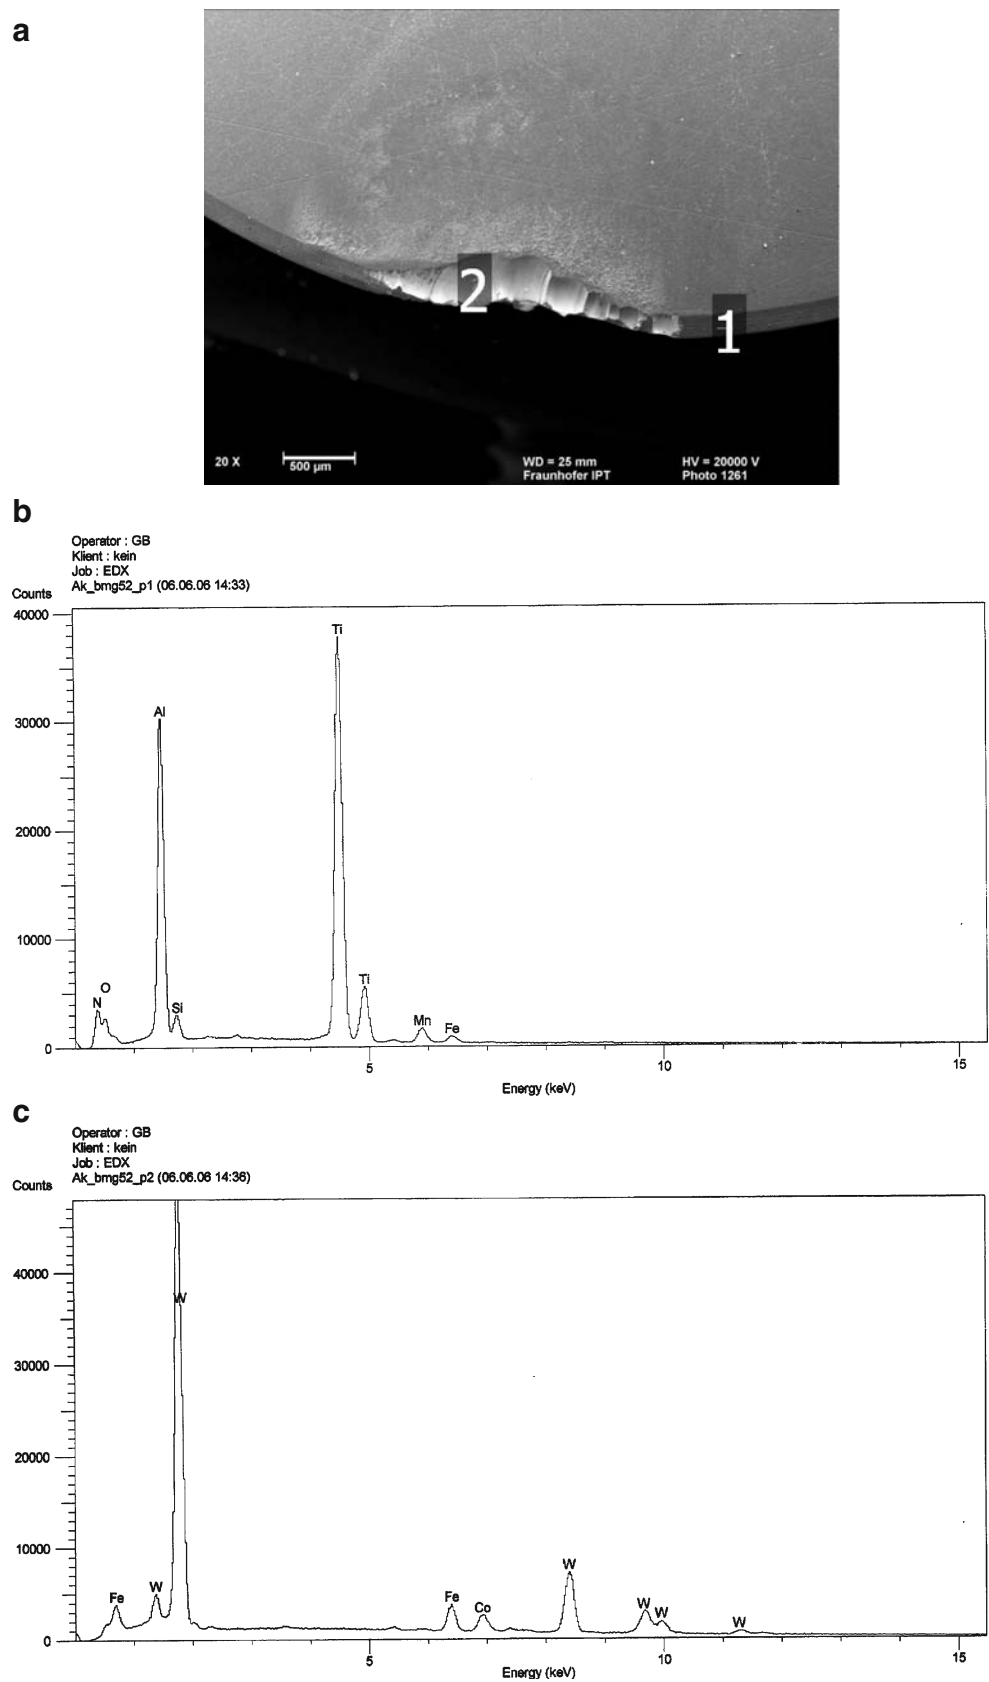 a
2
1
20 X
500 µm
WD = 25 mm
HV = 20000 V
Fraunhofer IPT
Photo 1261
b
Operator : GB
Klient : kein
Job : EDX
Ak_bmg52_p1 (06.06.06 14:33)
Counts
40000
Ti
Al
30000
20000
10000
O
N
Si
Ti
Mn
Fe
0
5
10
15
Energy (keV)
c
Operator : GB
Klient : kein
Job : EDX
Ak_bmg52_p2 (06.06.06 14:36)
Counts
40000
W
30000
20000
10000
Fe
W
Fe
Co
W
W
W
W
0
5
10
15
Energy (keV)